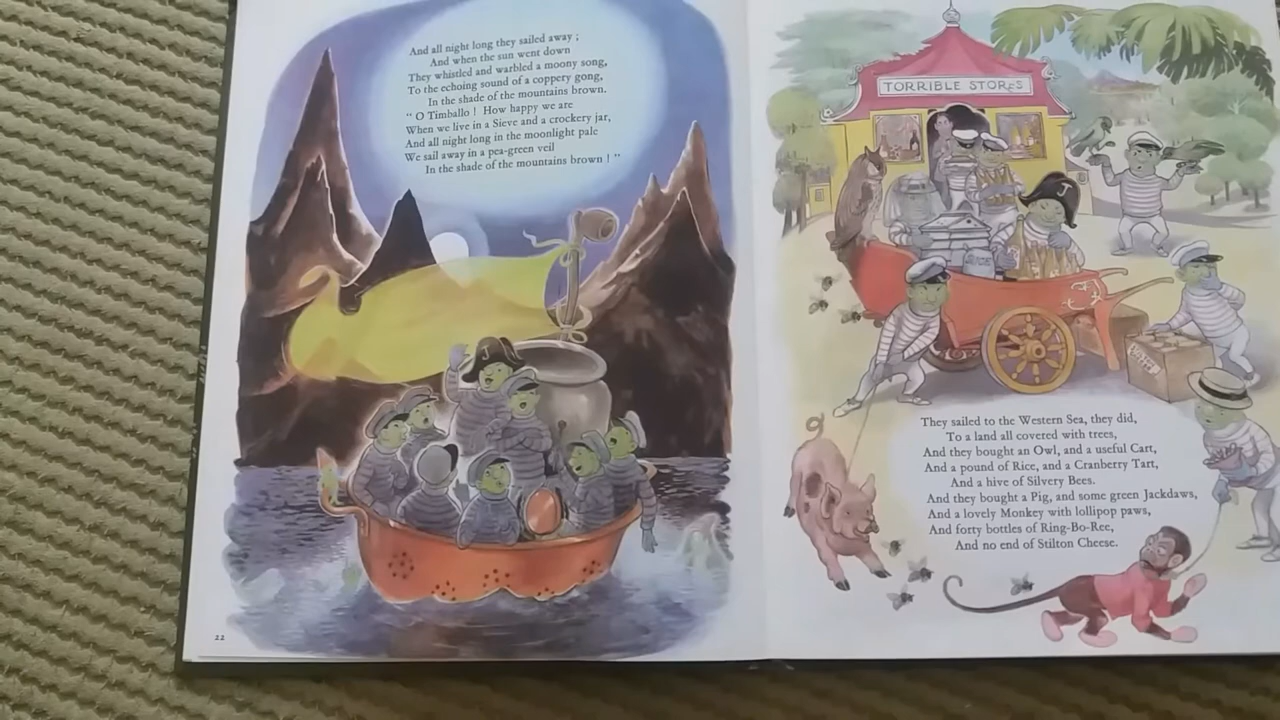 And all night long they sailed away ;
And when the sun went down
They whistled and warbled a moony song,
To the echoing sound of a coppery gong,
In the shade of the mountains brown.
“ O Timballo ! How happy we are
When we live in a Sieve and a crockery jar,
And all night long in the moonlight pale
We sail away in a pea-green veil
In the shade of the mountains brown ! ”
J
22
TORRIBLE STORES
J
They sailed to the Western Sea, they did,
To a land all covered with trees,
And they bought an Owl, and a useful Cart,
And a pound of Rice, and a Cranberry Tart,
And a hive of Silvery Bees.
And they bought a Pig, and some green Jackdaws,
And a lovely Monkey with lollipop paws,
And forty bottles of Ring-Bo-Ree,
And no end of Stilton Cheese.